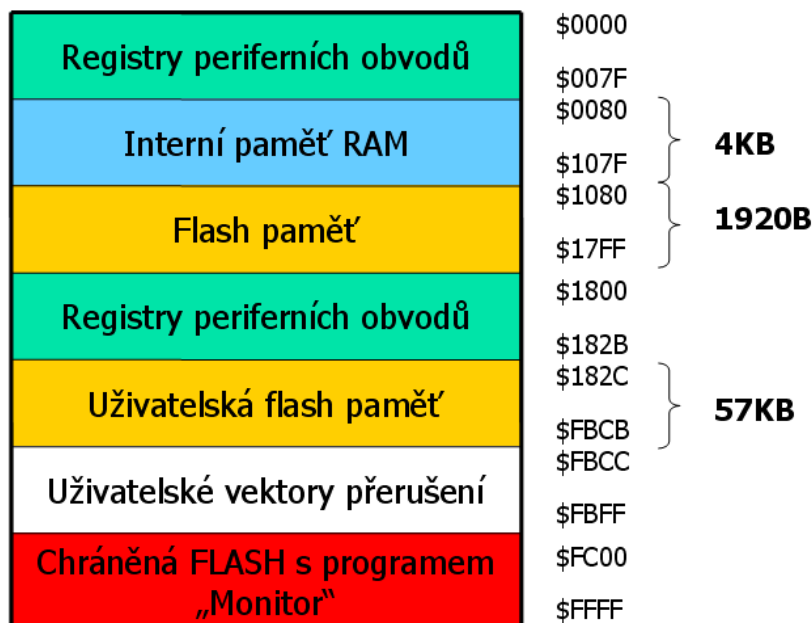 $0000
Registry periferních obvodů
$007F
$0080
Interní paměť RAM
4KB
$107F
$1080
Flash paměť
1920B
$17FF
$1800
Registry periferních obvodů
$182B
$182C
Uživatelská flash paměť
57KB
$FBCB
$FBCC
Uživatelské vektory přerušení
$FBFF
Chráněná FLASH s programem
„Monitor“
$FC00
$FFFF